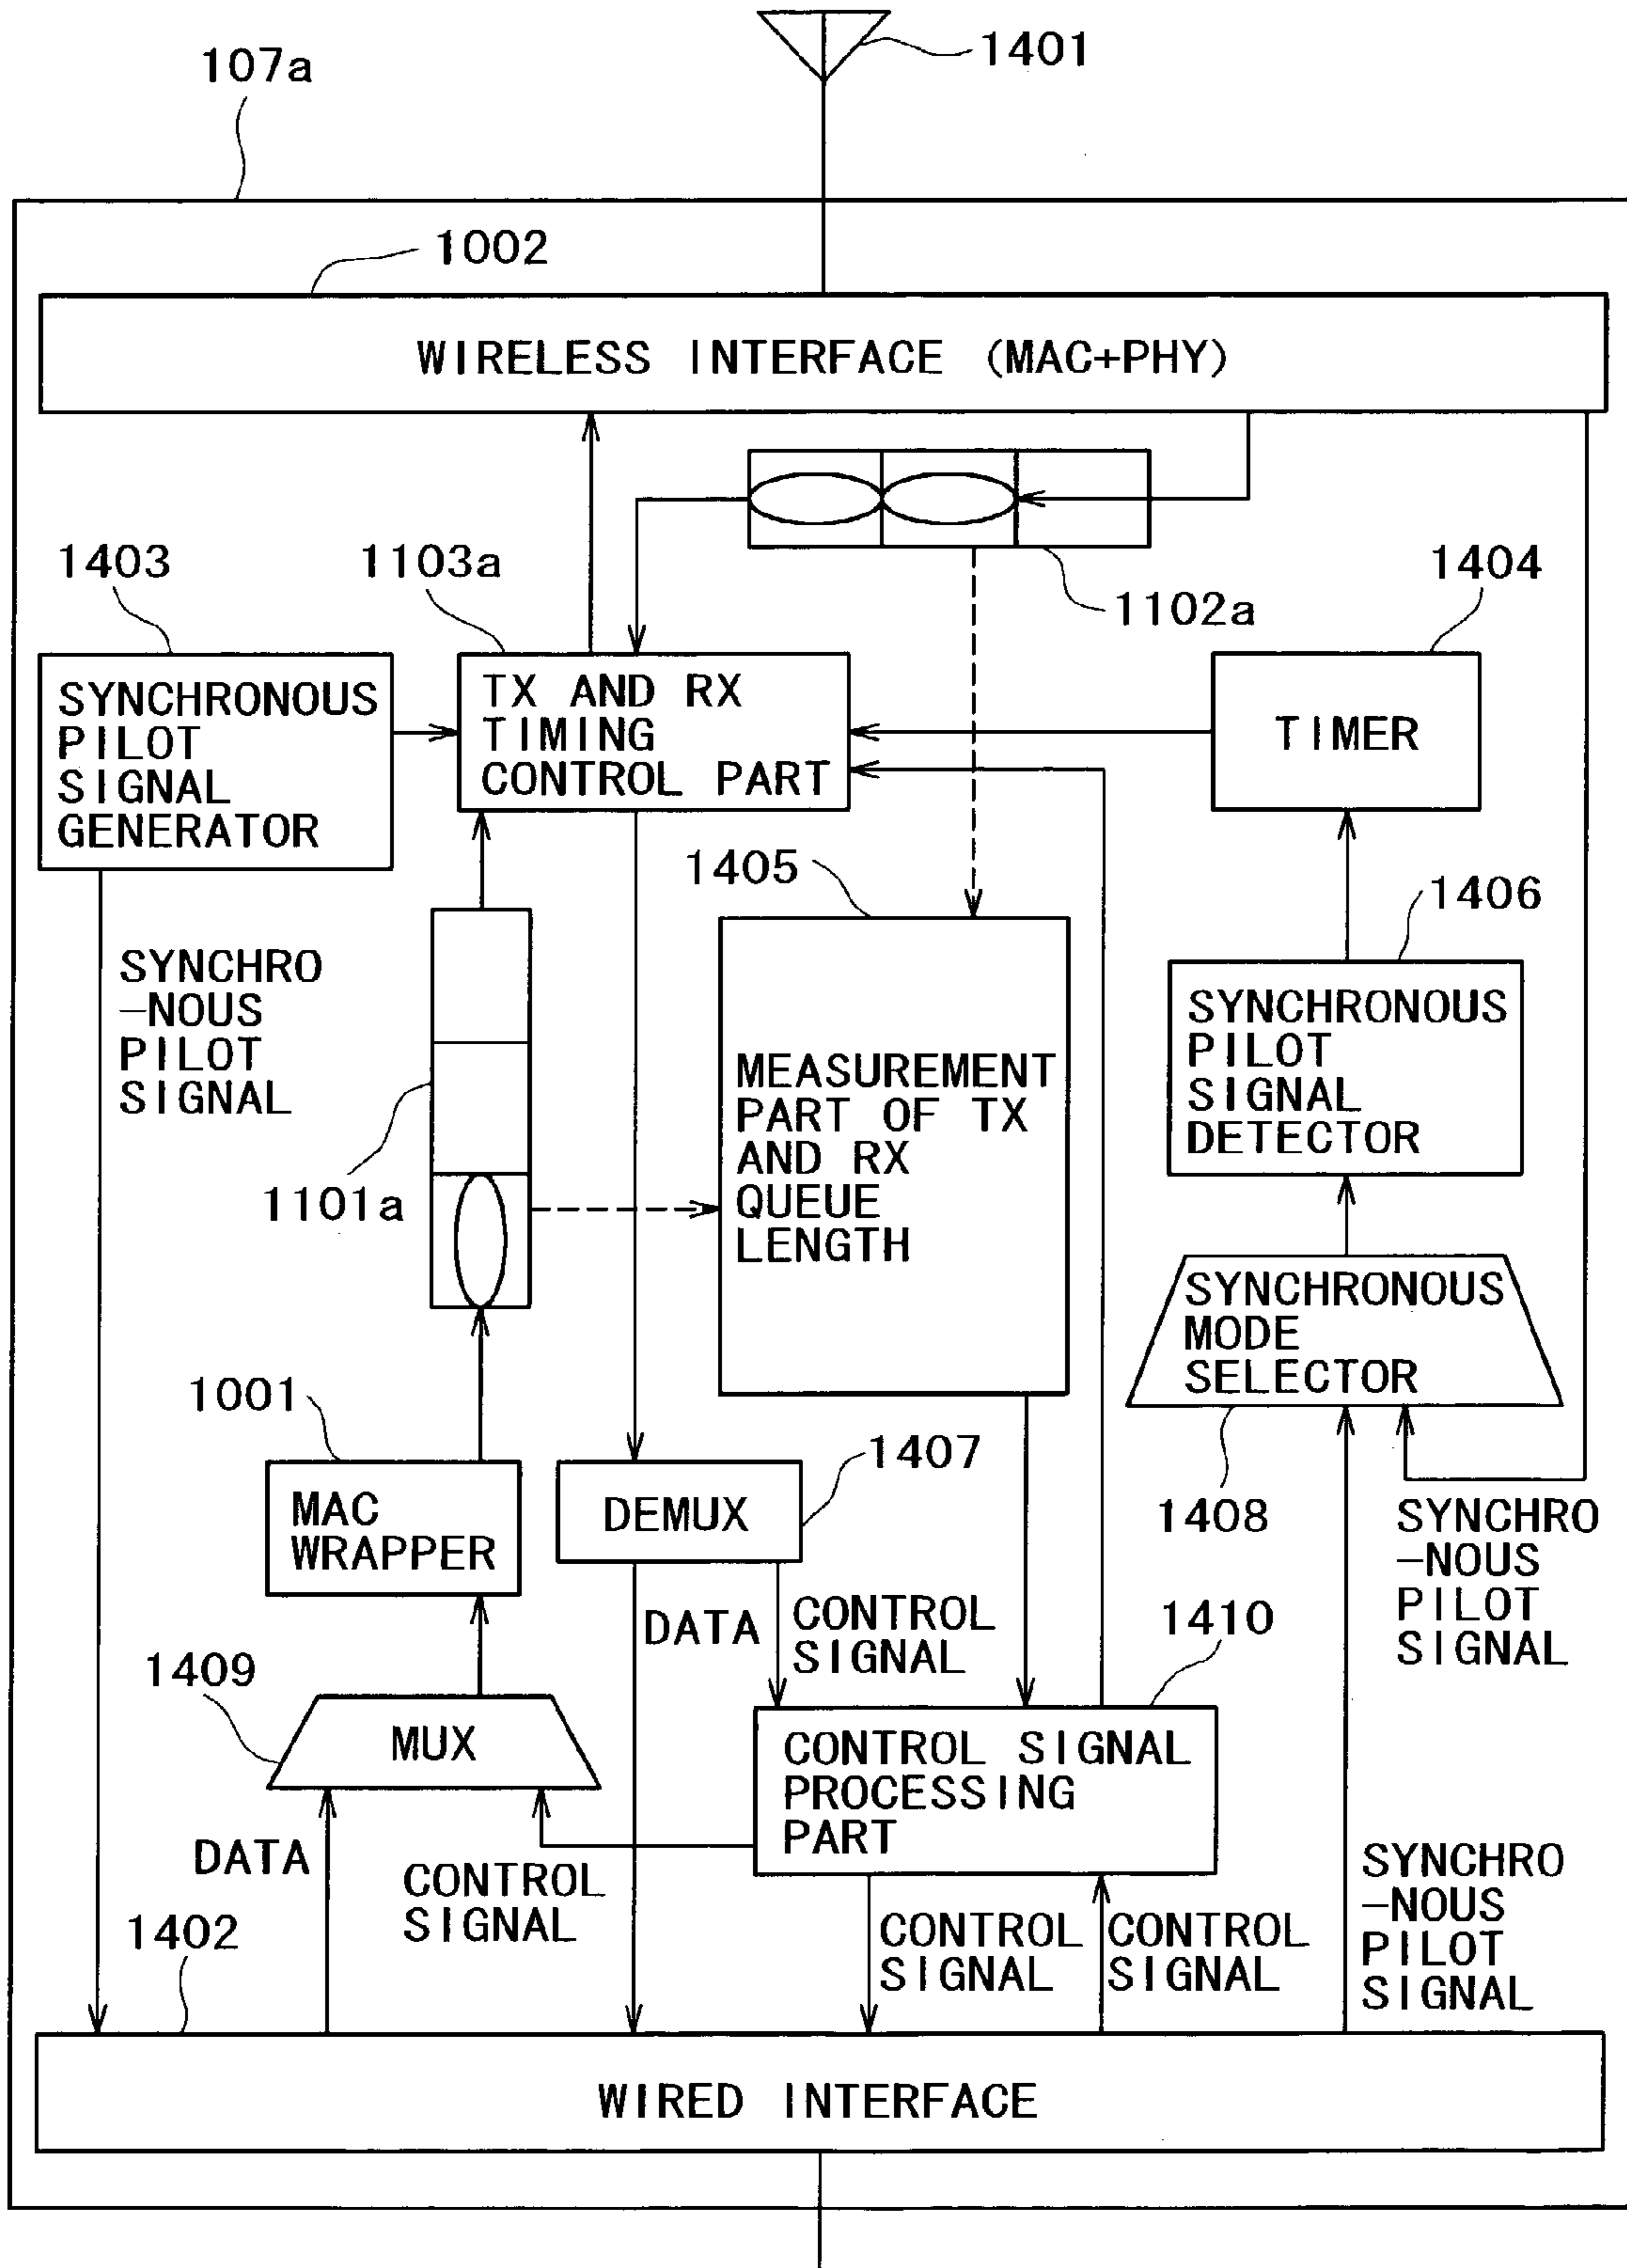 1401
107a
1002
WIRELESS INTERFACE (MAC+PHY)
1403
1103a
1102a
1404
SYNCHRONOUS
PILOT
SIGNAL
GENERATOR
TX AND RX
TIMING
CONTROL PART
TIMER
1405
1406
SYNCHRO
-NOUS
PILOT
SIGNAL
1101a
MEASUREMENT
PART OF TX
AND RX
QUEUE
LENGTH
SYNCHRONOUS
PILOT
SIGNAL
DETECTOR
SYNCHRONOUS
MODE
SELECTOR
1001
MAC
WRAPPER
1407
DEMUX
1408
SYNCHRO
-NOUS
PILOT
SIGNAL
DATA
CONTROL
SIGNAL
1410
1409
MUX
CONTROL SIGNAL
PROCESSING
PART
DATA
CONTROL
SIGNAL
CONTROL
SIGNAL
CONTROL
SIGNAL
SYNCHRO
-NOUS
PILOT
SIGNAL
1402
WIRED INTERFACE